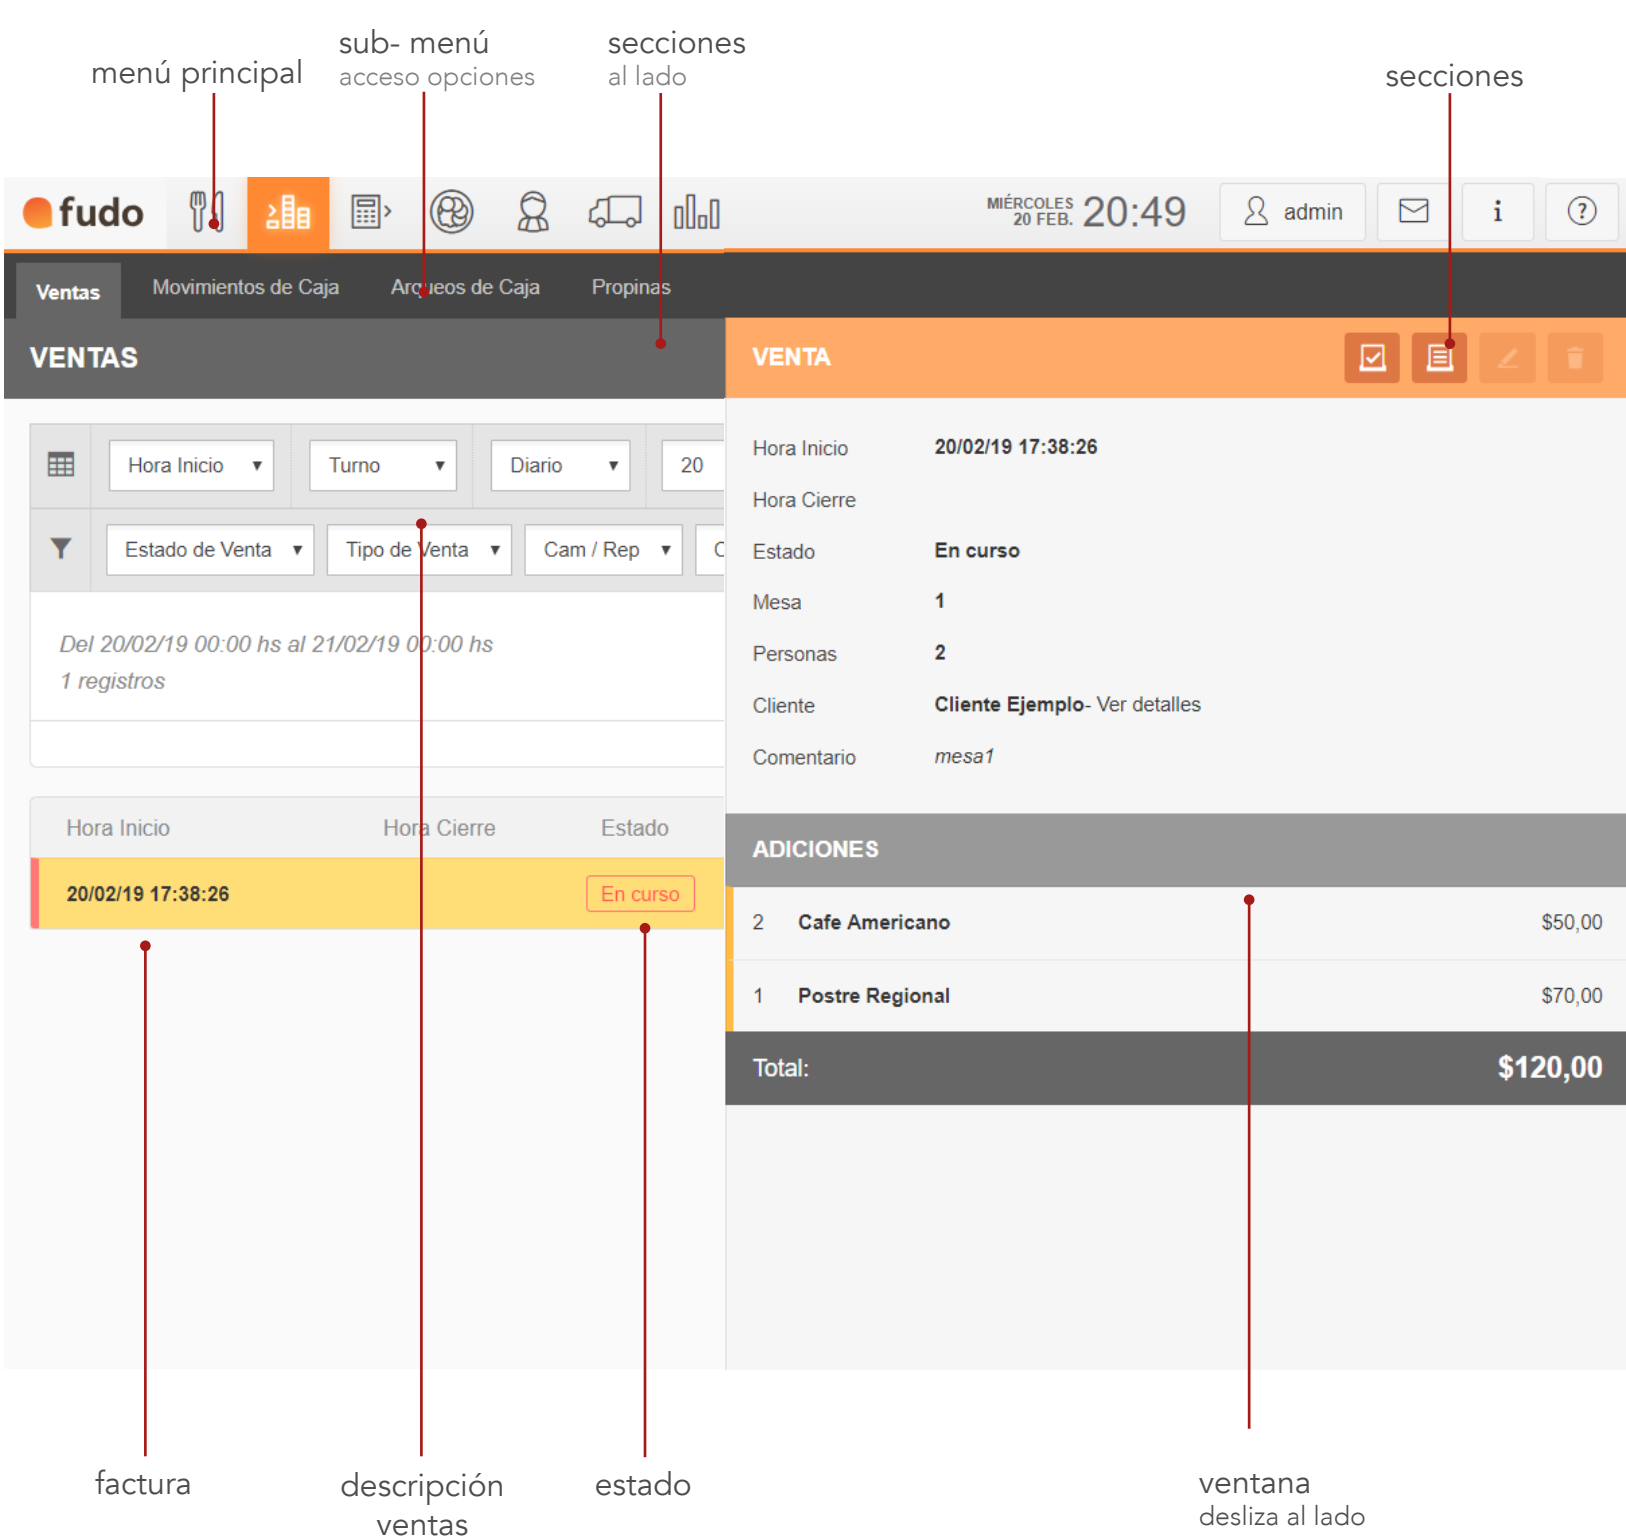 menú principal
sub- menú
acceso opciones
secciones
al lado
secciones
fudo
MIÉRCOLES
20 FEB.
20:49
admin
i
?
Ventas
Movimientos de Caja
Arqueos de Caja
Propinas
VENTAS
Hora Inicio
Turno
Diario
20
Estado de Venta
Tipo de Venta
Cam / Rep
Del 20/02/19 00:00 hs al 21/02/19 00:00 hs
1 registros
Hora Inicio
Hora Cierre
Estado
20/02/19 17:38:26
En curso
VENTA
Hora Inicio 20/02/19 17:38:26
Hora Cierre
Estado En curso
Mesa 1
Personas 2
Cliente Cliente Ejemplo- Ver detalles
Comentario mesa1
ADICIONES
2 Cafe Americano $50,00
1 Postre Regional $70,00
Total: $120,00
factura
descripción
ventas
estado
ventana
desliza al lado